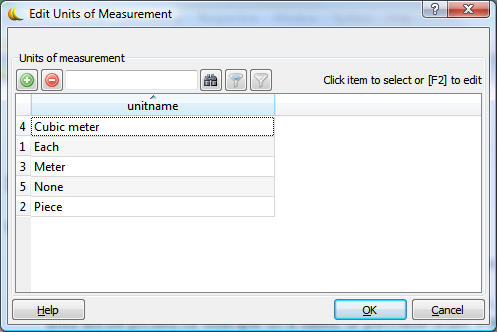 Edit Units of Measurement
?
Units of measurement
Click item to select or [F2] to edit
unitname
4 Cubic meter
1 Each
3 Meter
5 None
2 Piece
Help OK Cancel